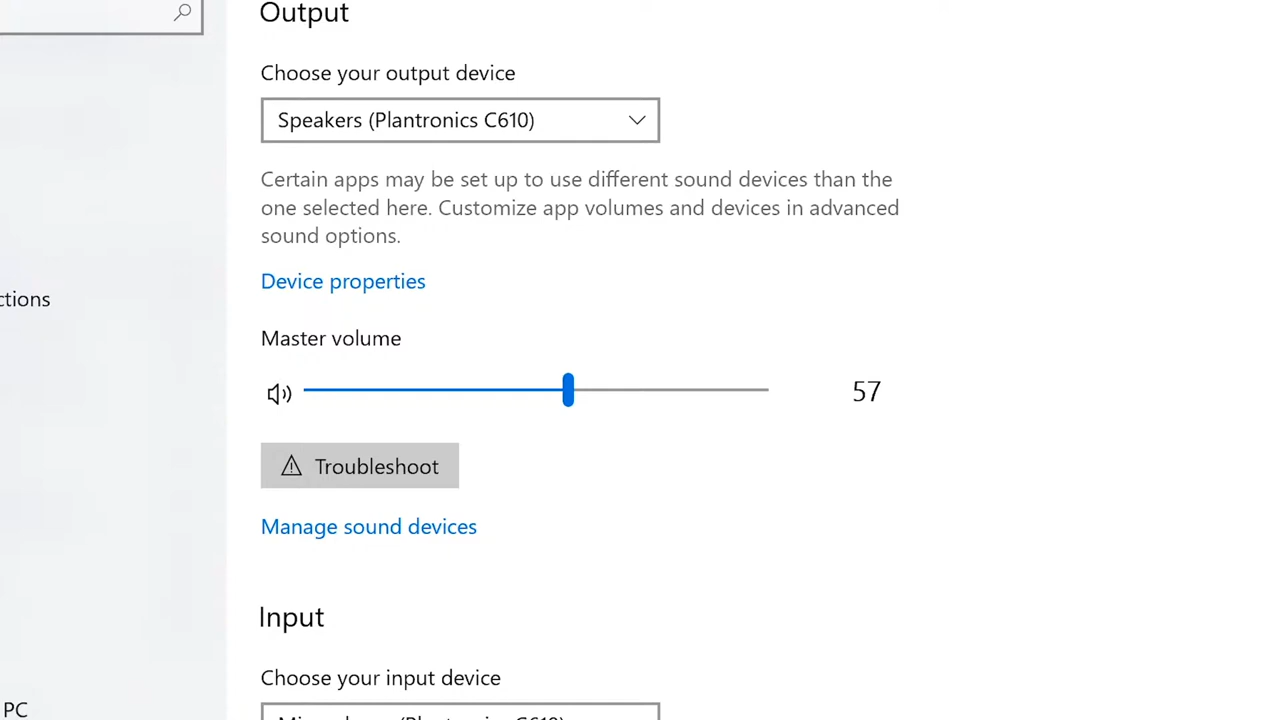 Output
Choose your output device
Speakers (Plantronics C610)
Certain apps may be set up to use different sound devices than the
one selected here. Customize app volumes and devices in advanced
sound options.
Device properties
ctions
Master volume
57
Troubleshoot
Manage sound devices
Input
Choose your input device
PC